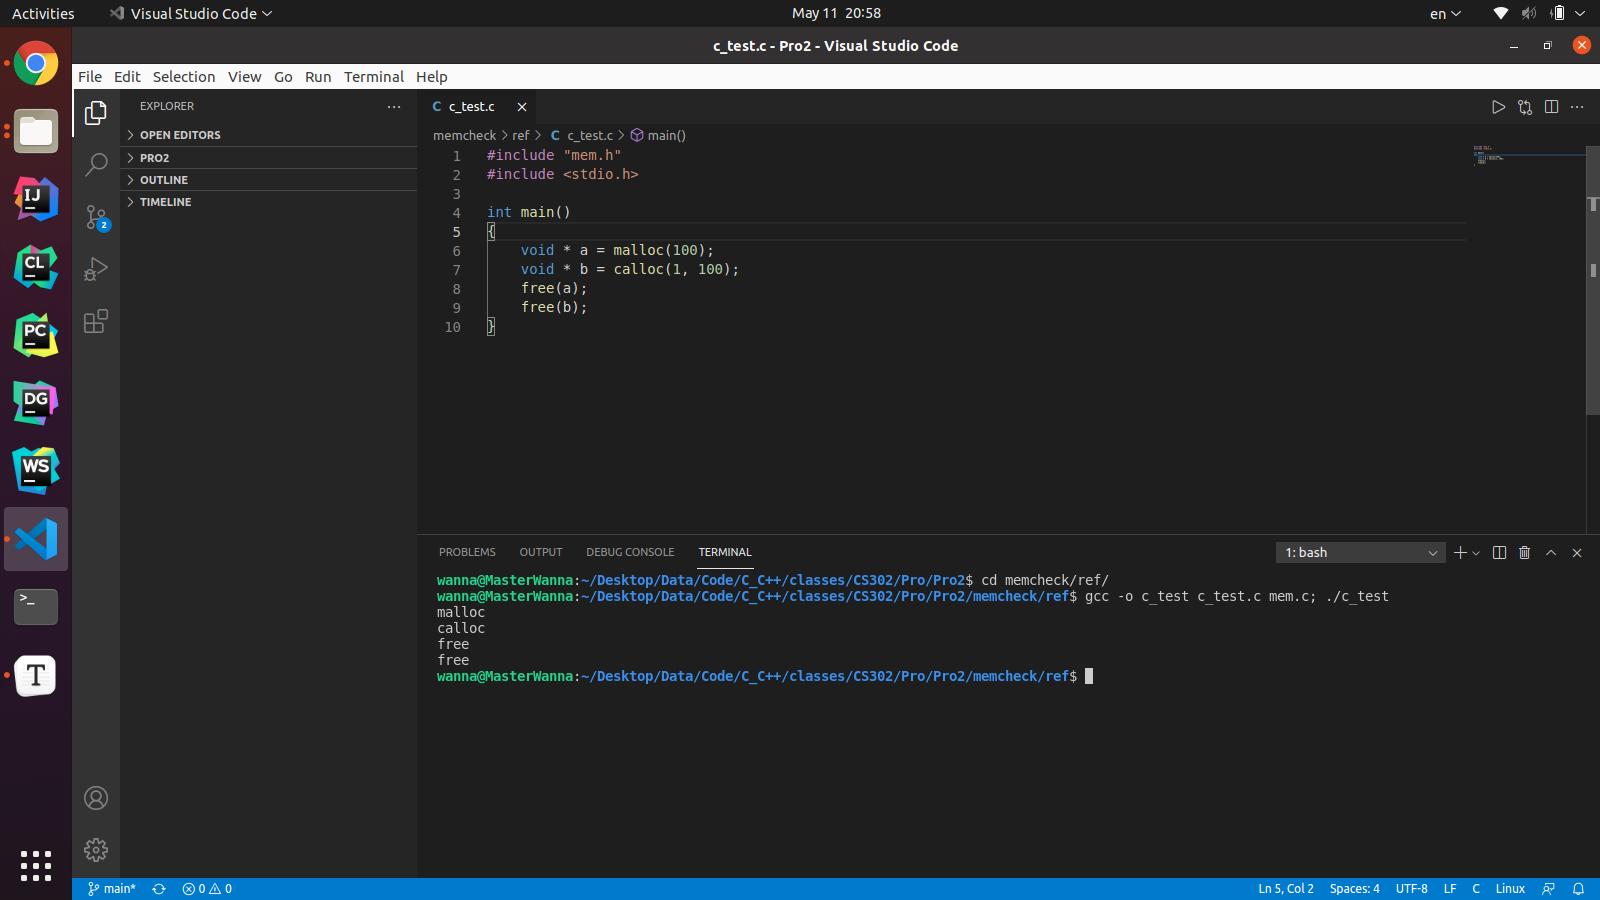 Activities Visual Studio Code May 11 20:58 en
c_test.c - Pro2 - Visual Studio Code
File Edit Selection View Go Run Terminal Help
EXPLORER
OPEN EDITORS
PRO2
OUTLINE
TIMELINE
C c_test.c
memcheck > ref > C c_test.c > main()
1 #include "mem.h"
2 #include <stdio.h>
3
4 int main()
5 {
6 void * a = malloc(100);
7 void * b = calloc(1, 100);
8 free(a);
9 free(b);
10 }
PROBLEMS OUTPUT DEBUG CONSOLE TERMINAL 1: bash
wanna@MasterWanna:~/Desktop/Data/Code/C_C++/classes/CS302/Pro/Pro2$ cd memcheck/ref/
wanna@MasterWanna:~/Desktop/Data/Code/C_C++/classes/CS302/Pro/Pro2/memcheck/ref$ gcc -o c_test c_test.c mem.c; ./c_test
malloc
calloc
free
free
wanna@MasterWanna:~/Desktop/Data/Code/C_C++/classes/CS302/Pro/Pro2/memcheck/ref$
IJ
CL
PC
DG
WS
>_
T
2
main* 0 0 Ln 5, Col 2 Spaces: 4 UTF-8 LF C Linux